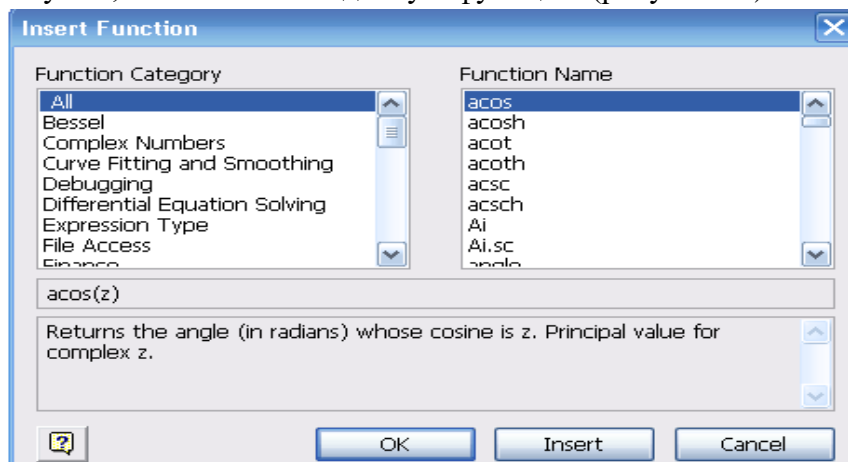 Insert Function
Function Category
Function Name
All
Bessel
Complex Numbers
Curve Fitting and Smoothing
Debugging
Differential Equation Solving
Expression Type
File Access
Finance
acos
acosh
acot
acoth
acsc
acsch
Ai
Ai.sc
angle
acos(z)
Returns the angle (in radians) whose cosine is z. Principal value for
complex z.
OK
Insert
Cancel